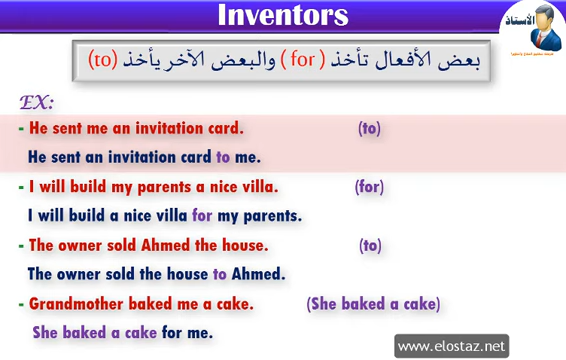 Inventors
الأستاذ
بعض الأفعال تأخذ ( for ) والبعض الآخر يأخذ (to)
EX:
- He sent me an invitation card. (to)
He sent an invitation card to me.
- I will build my parents a nice villa. (for)
I will build a nice villa for my parents.
- The owner sold Ahmed the house. (to)
The owner sold the house to Ahmed.
- Grandmother baked me a cake. (She baked a cake)
She baked a cake for me.
www.elostaz.net